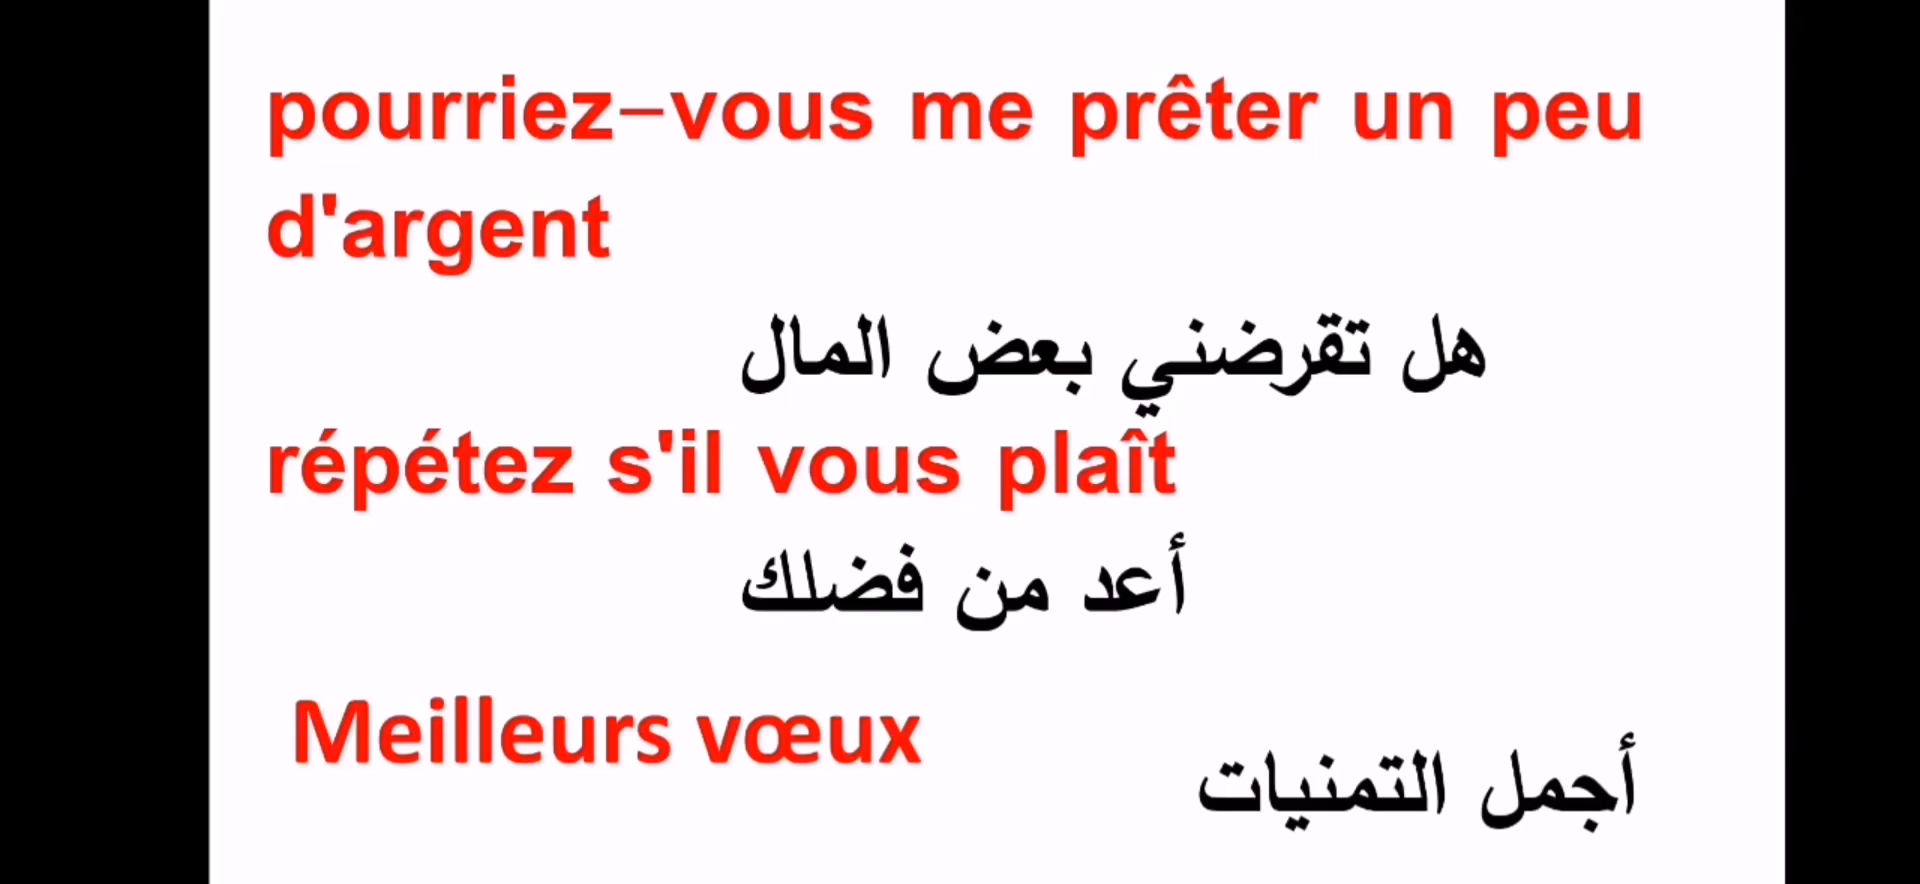 pourriez-vous me prêter un peu
d'argent
هل تقرضني بعض المال
répétez s'il vous plaît
أعد من فضلك
Meilleurs vœux
أجمل التمنيات